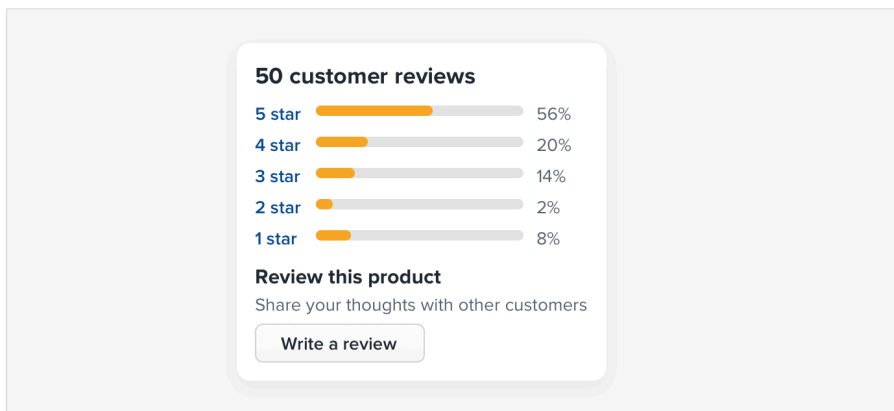 50 customer reviews
5 star 56%
4 star 20%
3 star 14%
2 star 2%
1 star 8%
Review this product
Share your thoughts with other customers
Write a review